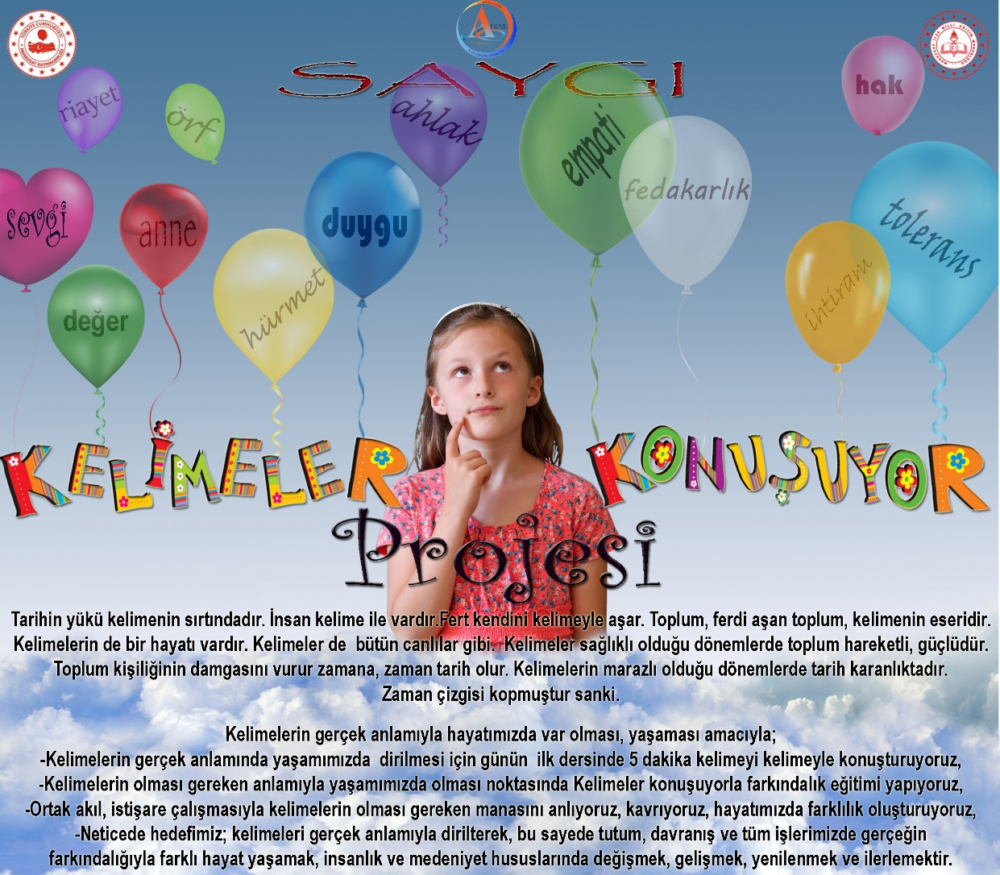 SAYGI
riayet
örf
ahlak
empati
hak
sevgi
anne
duygu
fedakarlık
tolerans
değer
hürmet
ihtiram
KELİMELER KONUŞUYOR
Projesi
Tarihin yükü kelimenin sırtındadır. İnsan kelime ile vardır.Fert kendini kelimeyle aşar. Toplum, ferdi aşan toplum, kelimenin eseridir.
Kelimelerin de bir hayatı vardır. Kelimeler de bütün canlılar gibi. Kelimeler sağlıklı olduğu dönemlerde toplum hareketli, güçlüdür.
Toplum kişiliğinin damgasını vurur zamana, zaman tarih olur. Kelimelerin marazlı olduğu dönemlerde tarih karanlıktadır.
Zaman çizgisi kopmuştur sanki.
Kelimelerin gerçek anlamıyla hayatımızda var olması, yaşaması amacıyla;
-Kelimelerin gerçek anlamında yaşamımızda dirilmesi için günün ilk dersinde 5 dakika kelimeyi kelimeyle konuşturuyoruz,
-Kelimelerin olması gereken anlamıyla yaşamımızda olması noktasında Kelimeler konuşuyorla farkındalık eğitimi yapıyoruz,
-Ortak akıl, istişare çalışmasıyla kelimelerin olması gereken manasını anlıyoruz, kavrıyoruz, hayatımızda farklılık oluşturuyoruz,
-Neticede hedefimiz; kelimeleri gerçek anlamıyla dirilterek, bu sayede tutum, davranış ve tüm işlerimizde gerçeğin
farkındalığıyla farklı hayat yaşamak, insanlık ve medeniyet hususlarında değişmek, gelişmek, yenilenmek ve ilerlemektir.